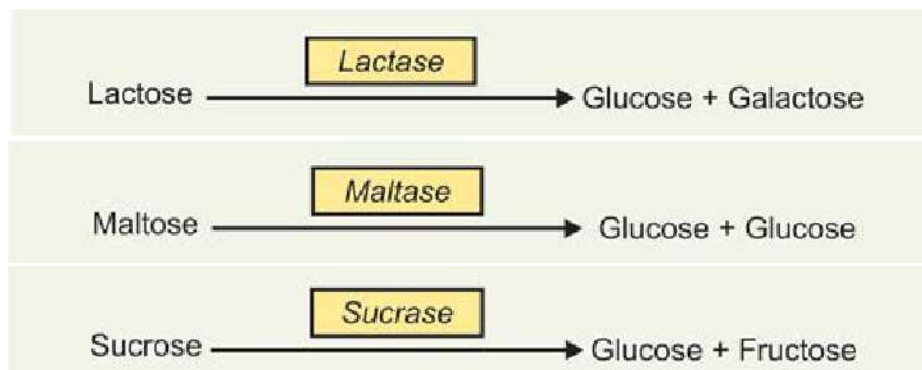 Lactase
Lactose Glucose + Galactose
Maltase
Maltose Glucose + Glucose
Sucrase
Sucrose Glucose + Fructose